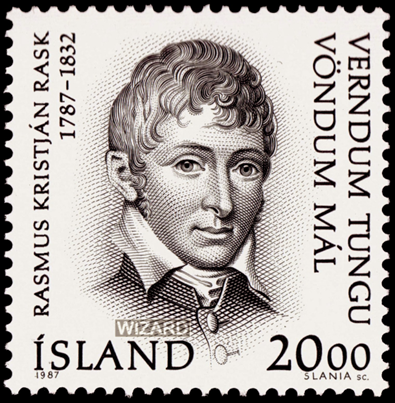 RASMUS KRISTJÁN RASK
1787-1832
VERNDUM TUNGU
VÖNDUM MÁL
WIZARD
ÍSLAND 20.00
1987 SLANIA SC.